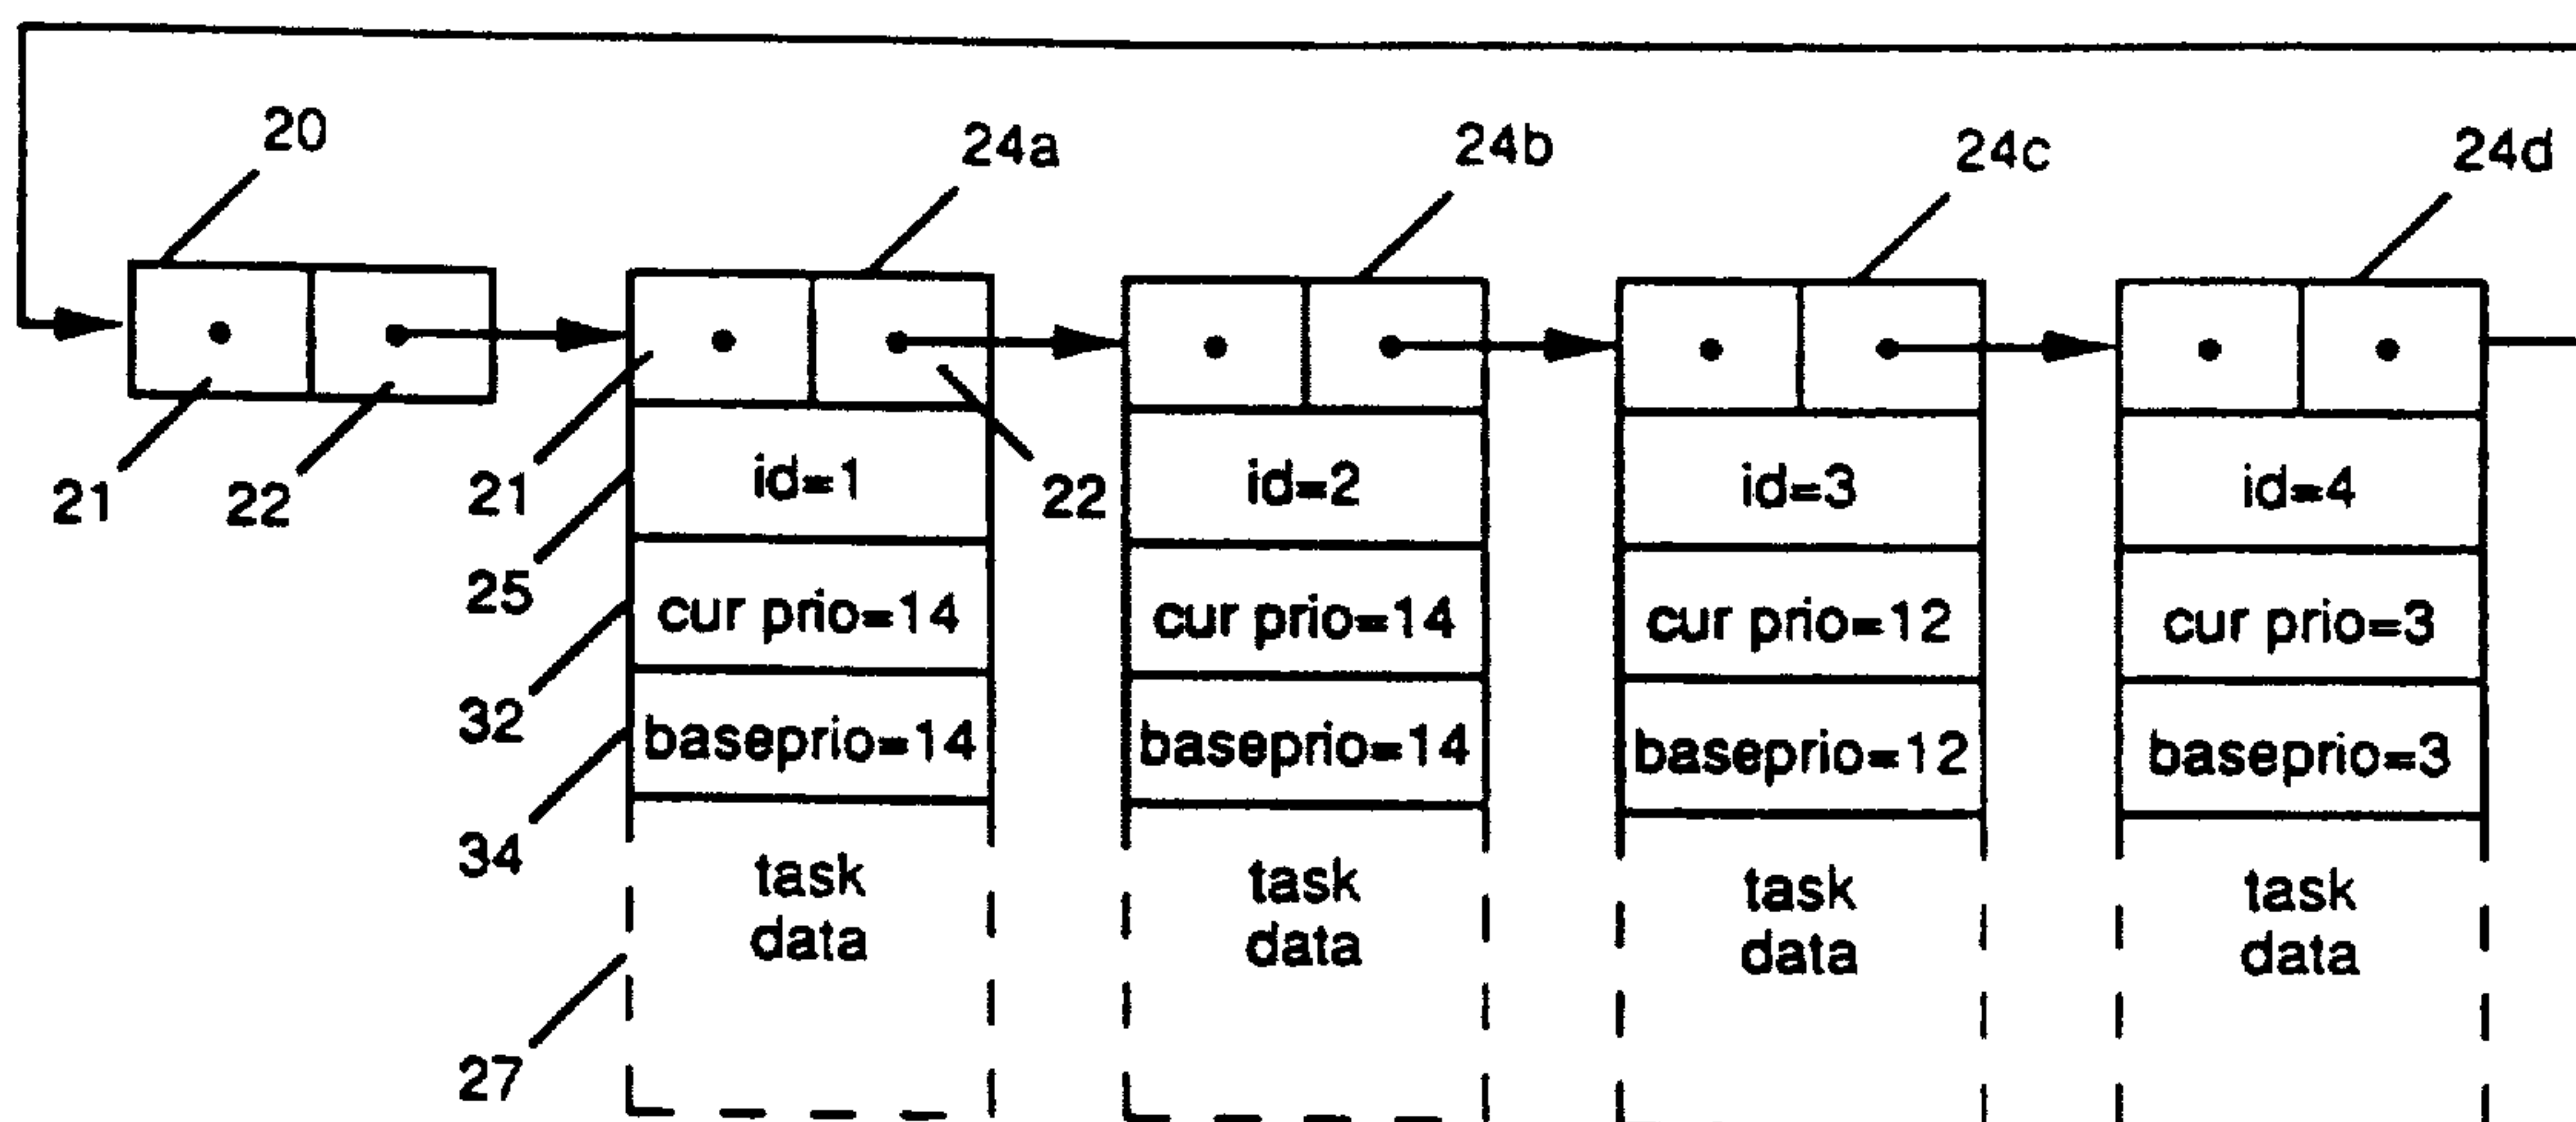 20
24a
24b
24c
24d
21
22
21
22
25
32
34
27
id=1
cur prio=14
baseprio=14
task
data
id=2
cur prio=14
baseprio=14
task
data
id=3
cur prio=12
baseprio=12
task
data
id=4
cur prio=3
baseprio=3
task
data